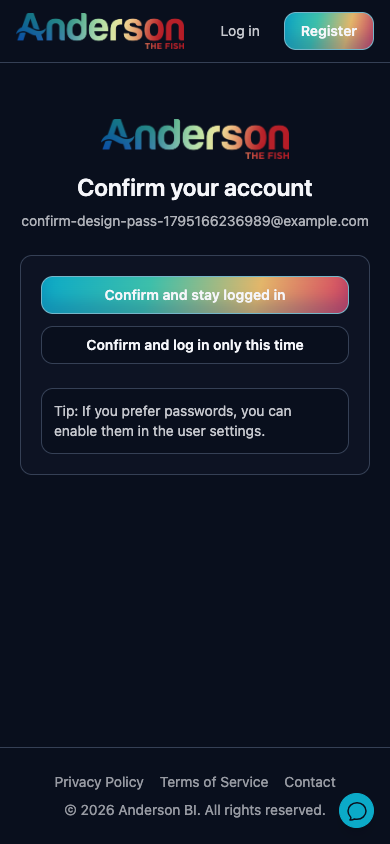 Anderson
THE FISH
Log in
Register
Anderson
THE FISH
Confirm your account
confirm-design-pass-1795166236989@example.com
Confirm and stay logged in
Confirm and log in only this time
Tip: If you prefer passwords, you can
enable them in the user settings.
Privacy Policy
Terms of Service
Contact
© 2026 Anderson BI. All rights reserved.